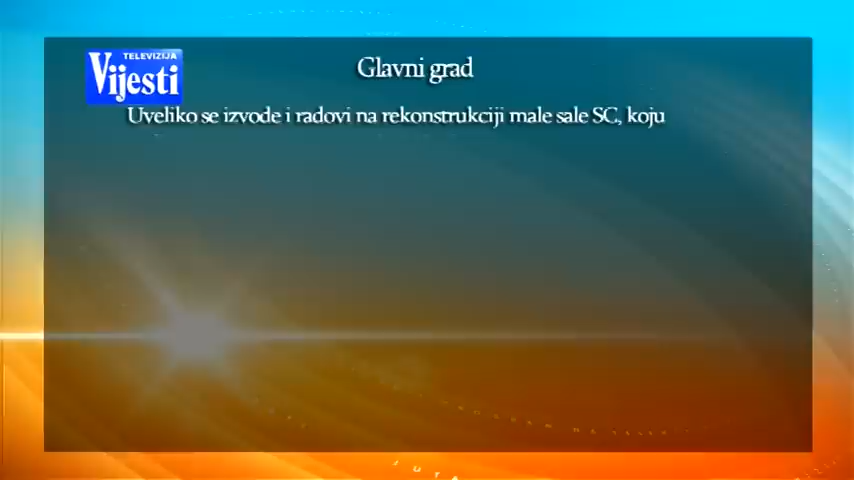 TELEVIZIJA
Vijesti
Glavni grad
Uveliko se izvode i radovi na rekonstrukciji male sale SC, koju